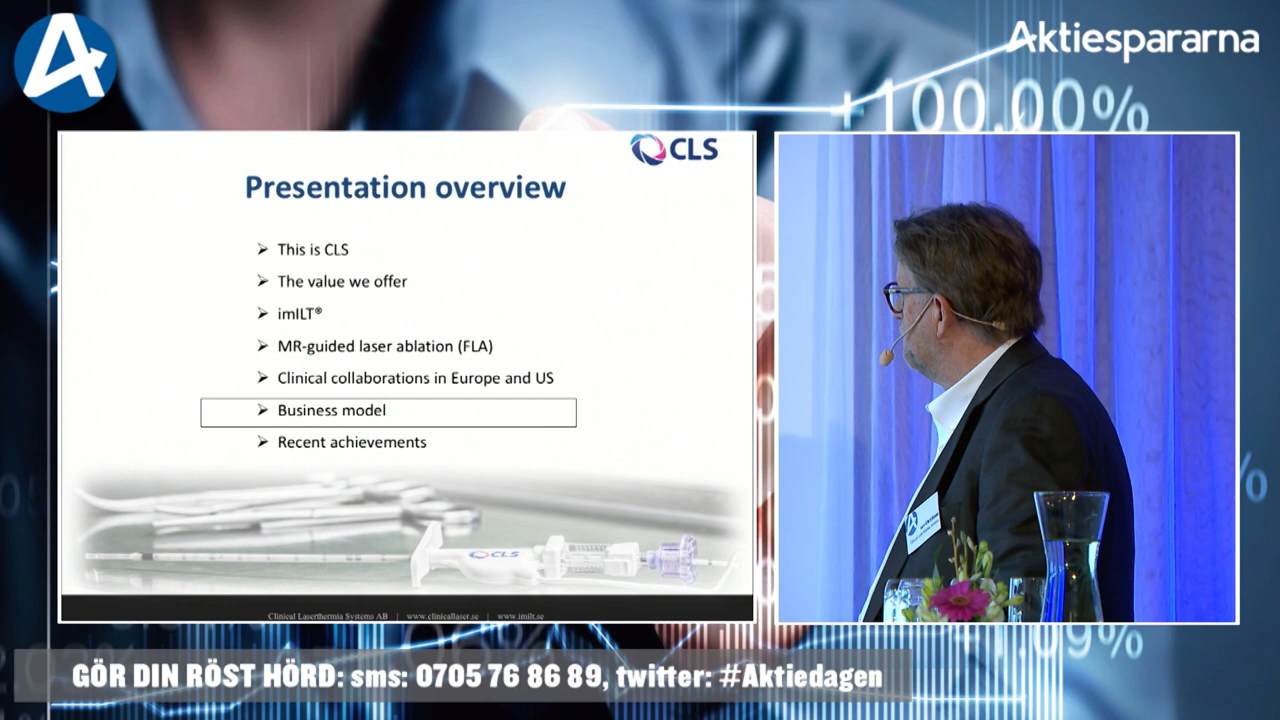 Aktiespararna
+100.00%
CLS
Presentation overview
➢ This is CLS
➢ The value we offer
➢ imILT®
➢ MR-guided laser ablation (FLA)
➢ Clinical collaborations in Europe and US
➢ Business model
➢ Recent achievements
CLS
Clinical Laserthermia Systems AB | www.clinicallaser.se | www.imilt.se
GÖR DIN RÖST HÖRD: sms: 0705 76 86 89, twitter: #Aktiedagen